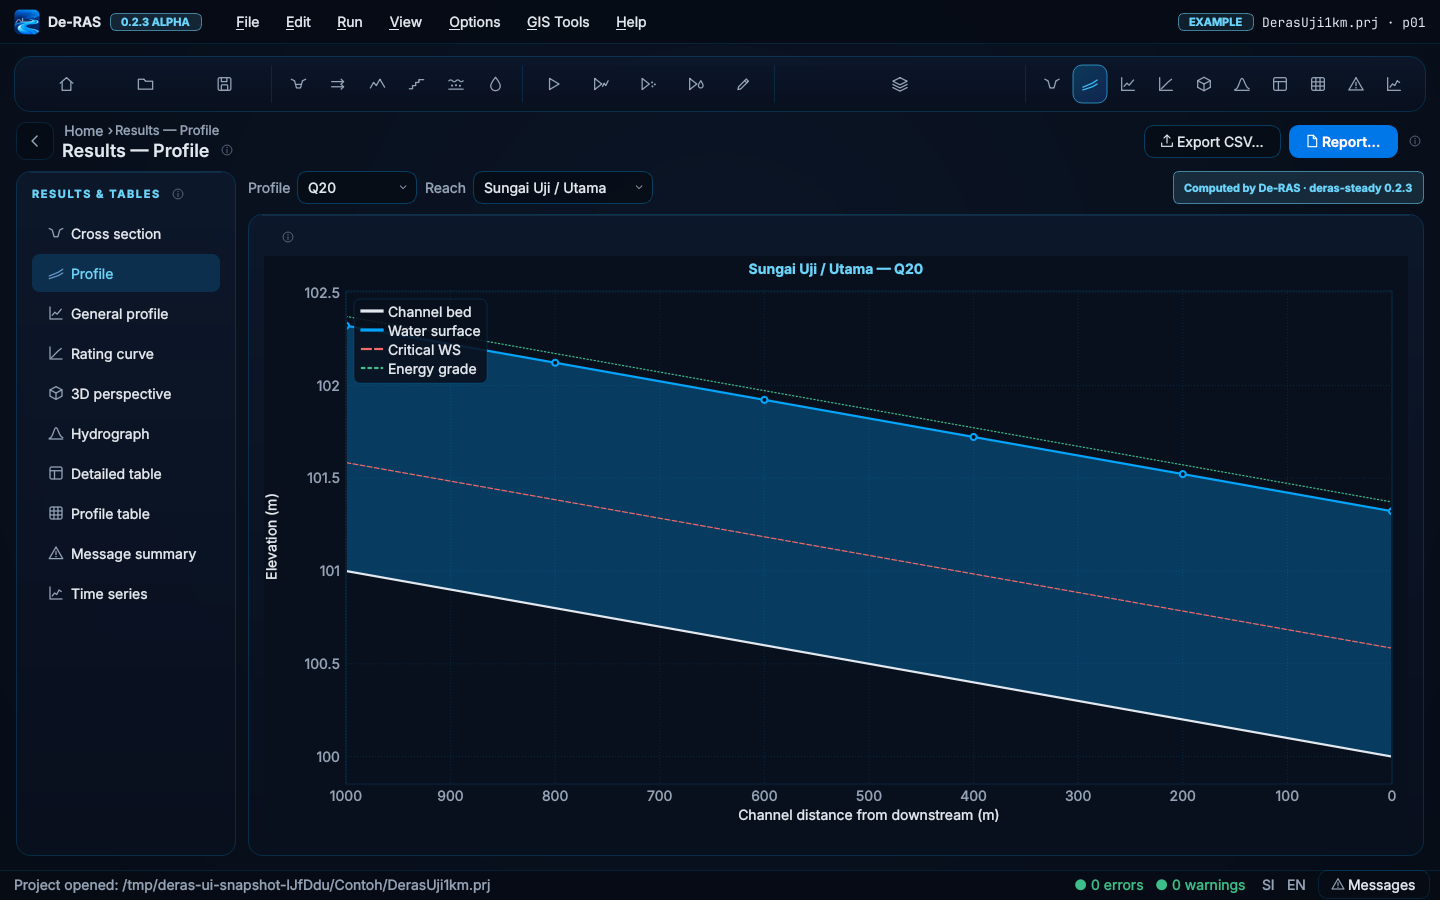 De-RAS 0.2.3 ALPHA File Edit Run View Options GIS Tools Help EXAMPLE DerasUji1km.prj · p01
Home › Results — Profile
Results — Profile
Export CSV... Report...
RESULTS & TABLES
Cross section
Profile
General profile
Rating curve
3D perspective
Hydrograph
Detailed table
Profile table
Message summary
Time series
Profile Q20 Reach Sungai Uji / Utama Computed by De-RAS · deras-steady 0.2.3
Sungai Uji / Utama — Q20
Channel bed
Water surface
Critical WS
Energy grade
Elevation (m)
102.5
102
101.5
101
100.5
100
1000 900 800 700 600 500 400 300 200 100 0
Channel distance from downstream (m)
Project opened: /tmp/deras-ui-snapshot-IJfDdu/Contoh/DerasUji1km.prj 0 errors 0 warnings SI EN Messages